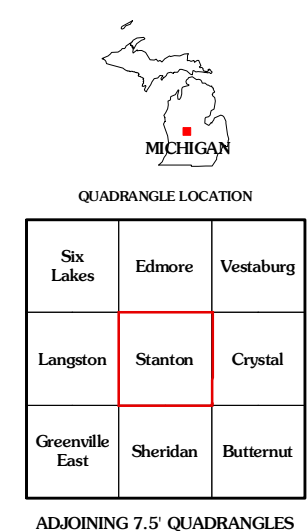 MICHIGAN
QUADRANGLE LOCATION
Six
Lakes
Edmore
Vestaburg
Langston
Stanton
Crystal
Greenville
East
Sheridan
Butternut
ADJOINING 7.5' QUADRANGLES